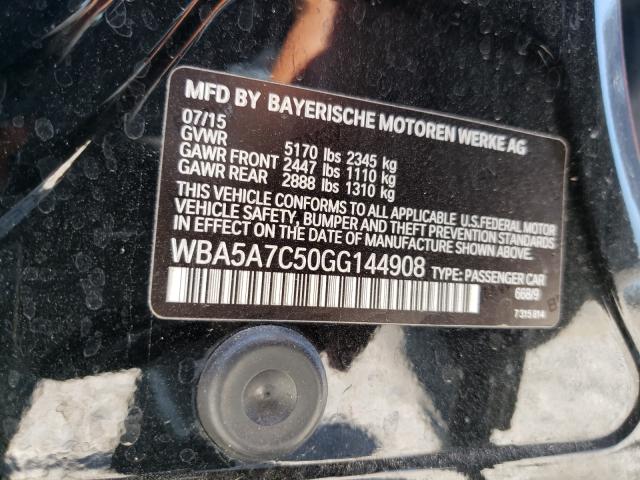 MFD BY BAYERISCHE MOTOREN WERKE AG
07/15
GVWR 5170 lbs 2345 kg
GAWR FRONT 2447 lbs 1110 kg
GAWR REAR 2888 lbs 1310 kg
THIS VEHICLE CONFORMS TO ALL APPLICABLE U.S.FEDERAL MOTOR
VEHICLE SAFETY, BUMPER AND THEFT PREVENTION STANDARDS
IN EFFECT ON THE DATE OF MANUFACTURE SHOWN ABOVE.
WBA5A7C50GG144908 TYPE: PASSENGER CAR
668/9
7315814